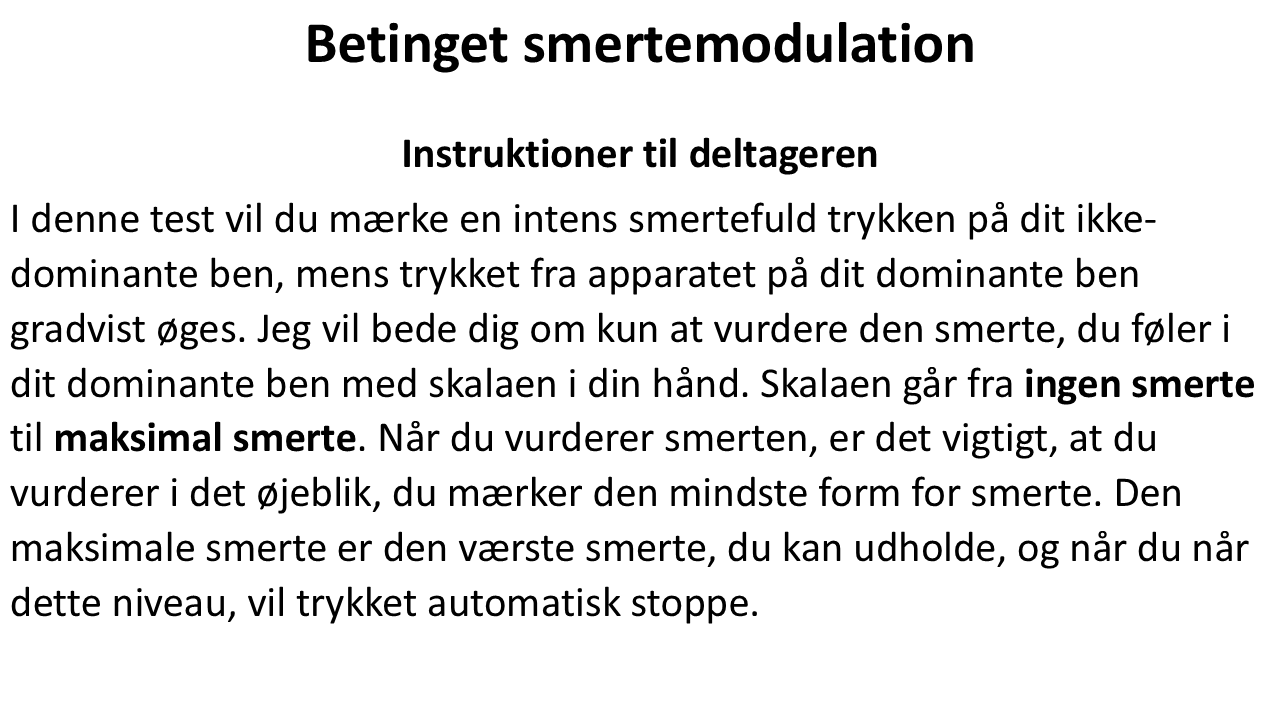 Betinget smertemodulation
Instruktioner til deltageren
I denne test vil du mærke en intens smertefuld trykken på dit ikke-
dominante ben, mens trykket fra apparatet på dit dominante ben
gradvist øges. Jeg vil bede dig om kun at vurdere den smerte, du føler i
dit dominante ben med skalaen i din hånd. Skalaen går fra ingen smerte
til maksimal smerte. Når du vurderer smerten, er det vigtigt, at du
vurderer i det øjeblik, du mærker den mindste form for smerte. Den
maksimale smerte er den værste smerte, du kan udholde, og når du når
dette niveau, vil trykket automatisk stoppe.